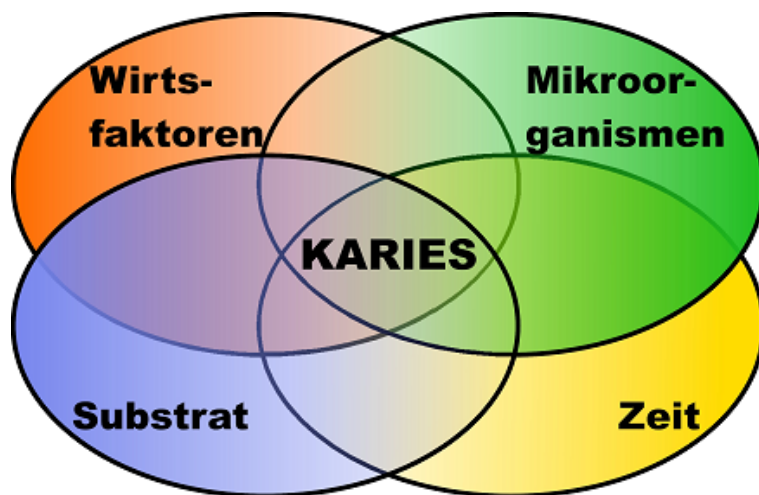 Wirts-
faktoren
Mikroor-
ganismen
KARIES
Substrat
Zeit